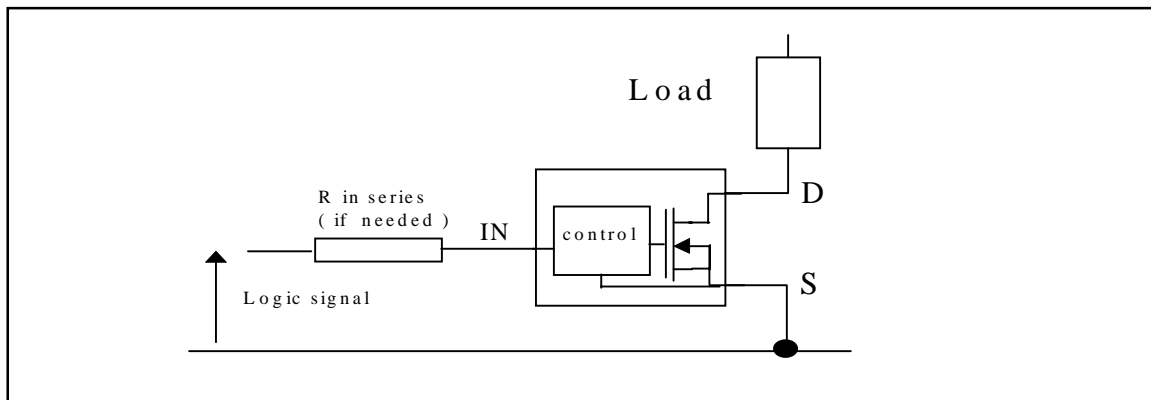 Load
D
R in series
( if needed )
IN
control
S
Logic signal